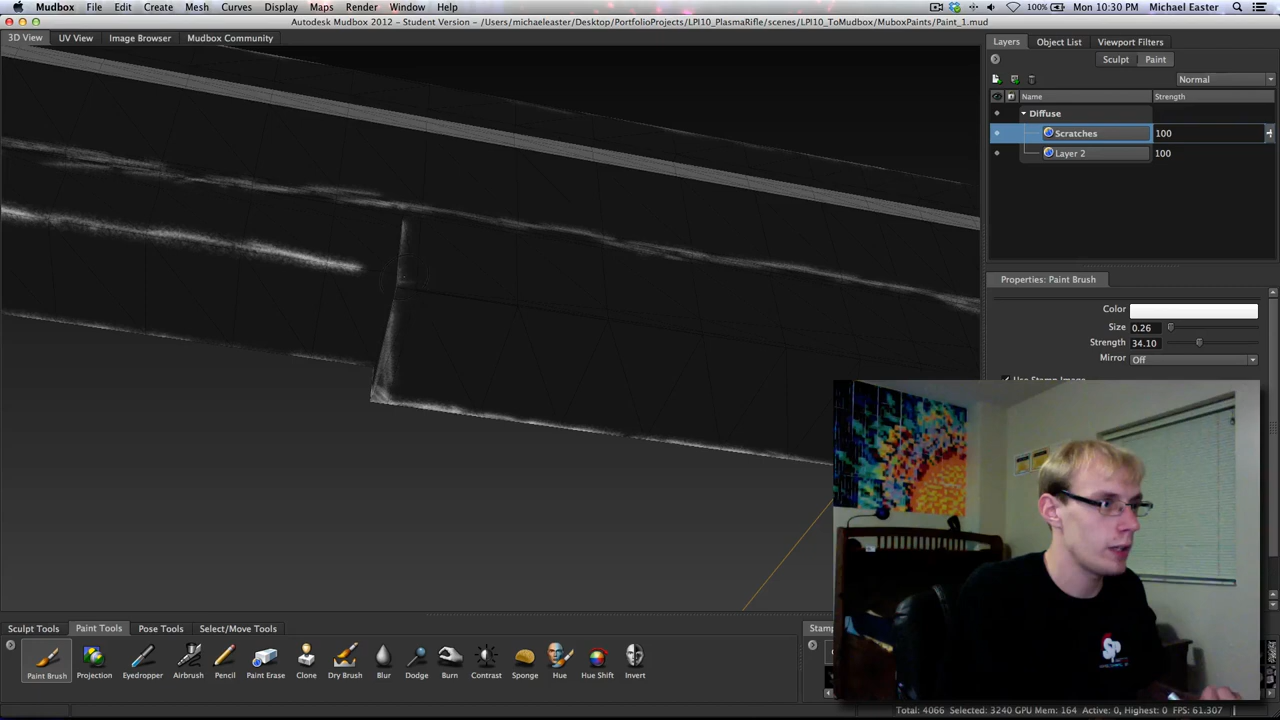 Mudbox File Edit Create Mesh Curves Display Maps Render Window Help 100% Mon 10:30 PM Michael Easter
Autodesk Mudbox 2012 - Student Version - /Users/michaeleaster/Desktop/PortfolioProjects/LPI10_PlasmaRifle/scenes/LPI10_ToMudbox/MuboxPaints/Paint_1.mud
3D View UV View Image Browser Mudbox Community
Layers Object List Viewport Filters
Sculpt Paint
Normal
Name Strength
Diffuse
Scratches 100
Layer 2 100
Properties: Paint Brush
Color
Size 0.26
Strength 34.10
Mirror Off
Use Stamp Image
Sculpt Tools Paint Tools Pose Tools Select/Move Tools
Paint Brush Projection Eyedropper Airbrush Pencil Paint Erase Clone Dry Brush Blur Dodge Burn Contrast Sponge Hue Hue Shift Invert
SP
Total: 4066 Selected: 3240 GPU Mem: 164 Active: 0, Highest: 0 FPS: 61.307